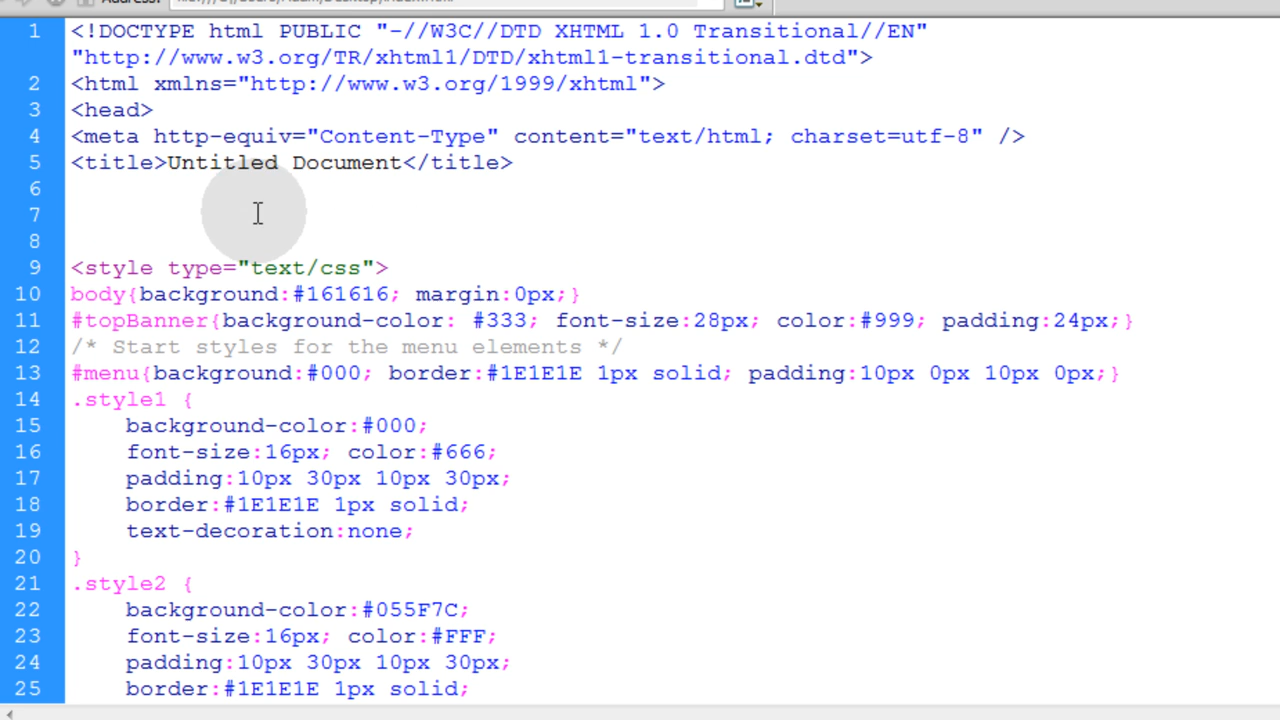 1 <!DOCTYPE html PUBLIC "-//W3C//DTD XHTML 1.0 Transitional//EN"
"http://www.w3.org/TR/xhtml1/DTD/xhtml1-transitional.dtd">
2 <html xmlns="http://www.w3.org/1999/xhtml">
3 <head>
4 <meta http-equiv="Content-Type" content="text/html; charset=utf-8" />
5 <title>Untitled Document</title>
6
7
8
9 <style type="text/css">
10 body{background:#161616; margin:0px;}
11 #topBanner{background-color: #333; font-size:28px; color:#999; padding:24px;}
12 /* Start styles for the menu elements */
13 #menu{background:#000; border:#1E1E1E 1px solid; padding:10px 0px 10px 0px;}
14 .style1 {
15 background-color:#000;
16 font-size:16px; color:#666;
17 padding:10px 30px 10px 30px;
18 border:#1E1E1E 1px solid;
19 text-decoration:none;
20 }
21 .style2 {
22 background-color:#055F7C;
23 font-size:16px; color:#FFF;
24 padding:10px 30px 10px 30px;
25 border:#1E1E1E 1px solid;